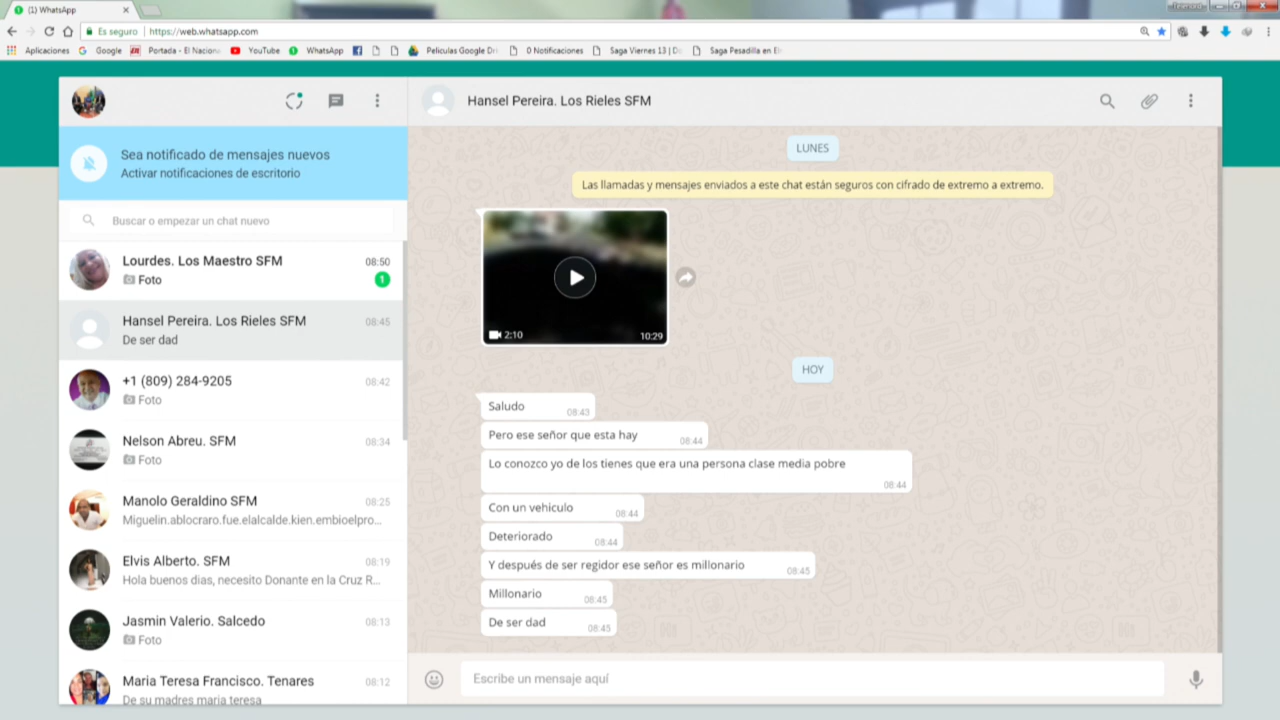 (1) WhatsApp
Es seguro https://web.whatsapp.com
Aplicaciones Google Portada - El Naciona YouTube WhatsApp Peliculas Google Dri 0 Notificaciones Saga Viernes 13 | D Saga Pesadilla en El
Sea notificado de mensajes nuevos
Activar notificaciones de escritorio
Buscar o empezar un chat nuevo
Lourdes. Los Maestro SFM 08:50
Foto 1
Hansel Pereira. Los Rieles SFM 08:45
De ser dad
+1 (809) 284-9205 08:42
Foto
Nelson Abreu. SFM 08:34
Foto
Manolo Geraldino SFM 08:25
Miguelin.ablocraro.fue.elalcalde.kien.embioelpro...
Elvis Alberto. SFM 08:19
Hola buenos dias, necesito Donante en la Cruz R...
Jasmin Valerio. Salcedo 08:13
Foto
Maria Teresa Francisco. Tenares 08:12
De su madres maria teresa
Hansel Pereira. Los Rieles SFM
LUNES
Las llamadas y mensajes enviados a este chat están seguros con cifrado de extremo a extremo.
2:10 10:29
HOY
Saludo 08:43
Pero ese señor que esta hay 08:44
Lo conozco yo de los tienes que era una persona clase media pobre
08:44
Con un vehiculo 08:44
Deteriorado 08:44
Y después de ser regidor ese señor es millonario 08:45
Millonario 08:45
De ser dad 08:45
Escribe un mensaje aquí